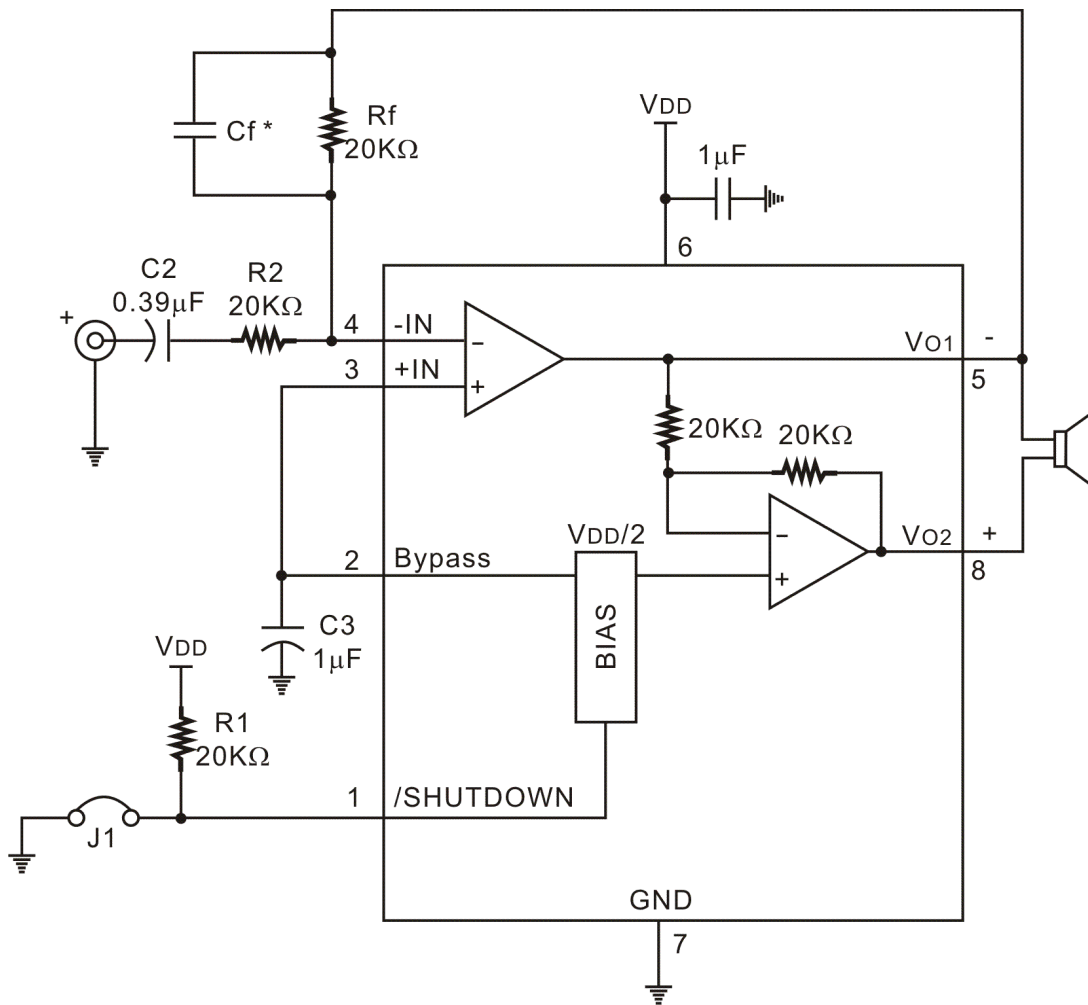 Cf *
Rf
20KΩ
VDD
1μF
6
C2
0.39μF
R2
20KΩ
+
4
-IN
3
+IN
−
+
VO1
-
5
20KΩ
20KΩ
VDD/2
−
+
VO2
+
8
2
Bypass
BIAS
C3
1μF
VDD
R1
20KΩ
1
/SHUTDOWN
J1
GND
7